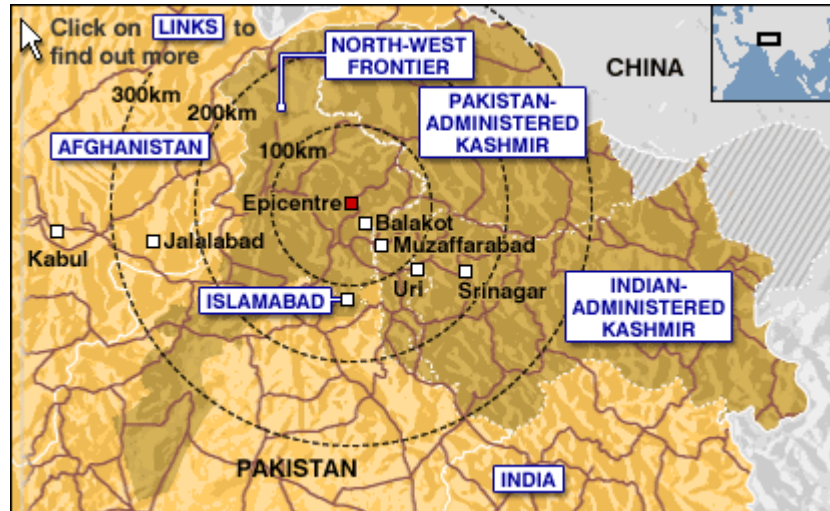 Click on LINKS to
find out more
NORTH-WEST
FRONTIER
CHINA
300km
200km
PAKISTAN-
ADMINISTERED
KASHMIR
AFGHANISTAN
100km
Epicentre
Balakot
Jalalabad
Muzaffarabad
Kabul
Uri
Srinagar
ISLAMABAD
INDIAN-
ADMINISTERED
KASHMIR
PAKISTAN
INDIA